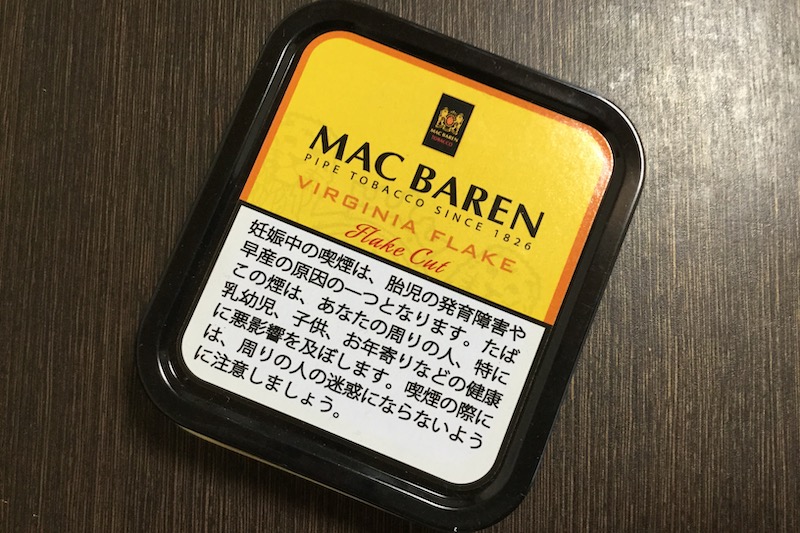 MAC BAREN
TOBACCO
MAC BAREN
PIPE TOBACCO SINCE 1826
VIRGINIA FLAKE
Flake Cut
妊娠中の喫煙は、胎児の発育障害や
早産の原因の一つとなります。たば
この煙は、あなたの周りの人、特に
乳幼児、子供、お年寄りなどの健康
に悪影響を及ぼします。喫煙の際に
は、周りの人の迷惑にならないよう
に注意しましょう。